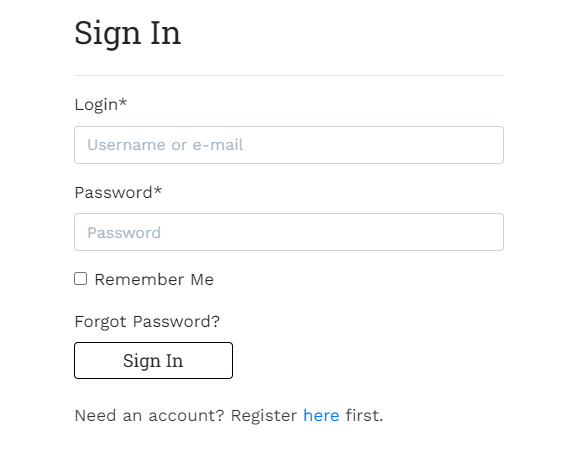 Sign In
Login*
Username or e-mail
Password*
Password
Remember Me
Forgot Password?
Sign In
Need an account? Register here first.